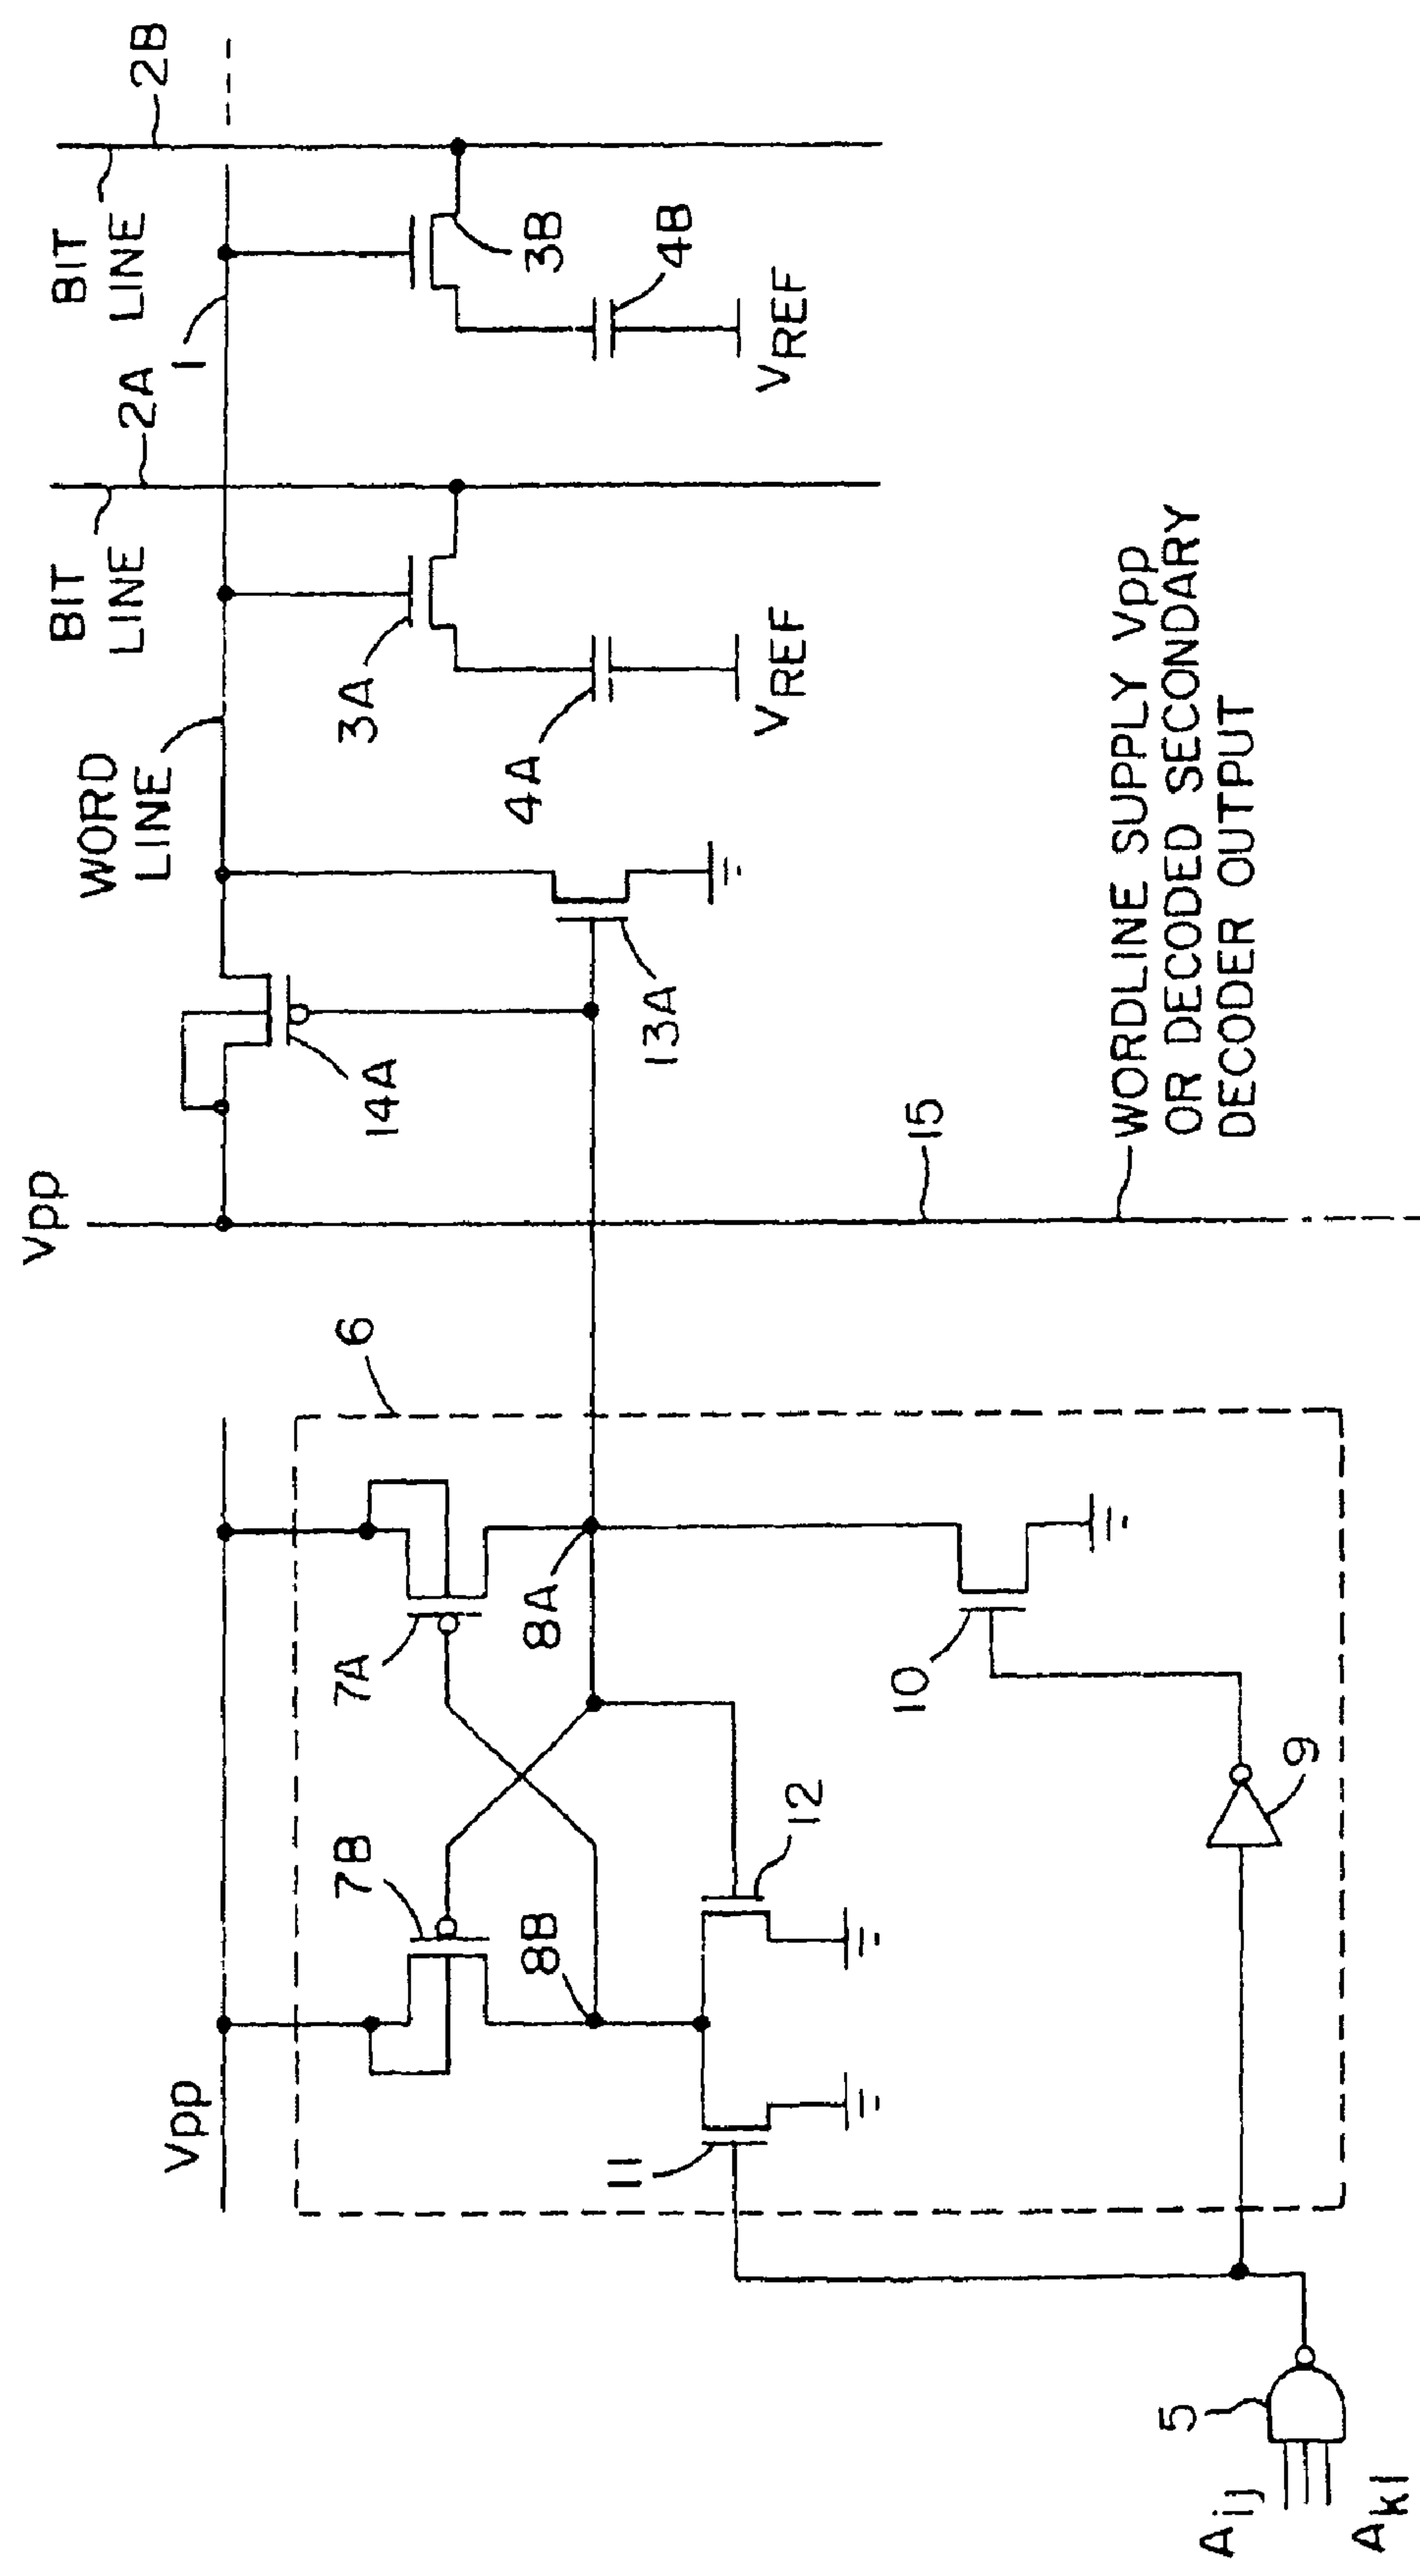 Vpp
6
7B
7A
8B
8A
11
12
10
9
5
Aij
Akl
Vpp
14A
13A
15
WORDLINE SUPPLY Vpp
OR DECODED SECONDARY
DECODER OUTPUT
WORD
LINE
BIT
LINE
2A
3A
4A
VREF
1
BIT
LINE
2B
3B
4B
VREF